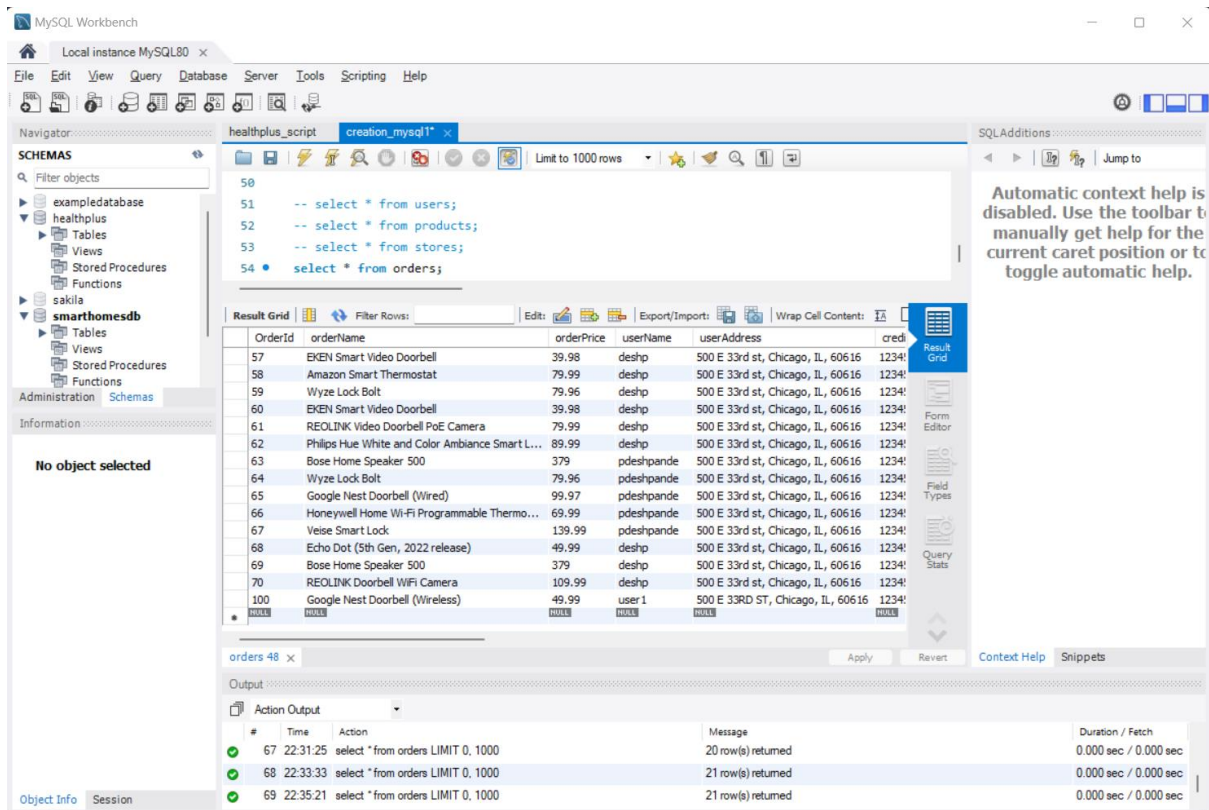 MySQL Workbench
Local instance MySQL80 ×
File Edit View Query Database Server Tools Scripting Help
Navigator
SCHEMAS
Filter objects
exampledatabase
healthplus
Tables
Views
Stored Procedures
Functions
sakila
smarthomesdb
Tables
Views
Stored Procedures
Functions
Administration Schemas
Information
No object selected
Object Info Session
healthplus_script creation_mysql1* ×
Limit to 1000 rows
50
51 -- select * from users;
52 -- select * from products;
53 -- select * from stores;
54 select * from orders;
Result Grid Filter Rows: Edit: Export/Import: Wrap Cell Content:
OrderId orderName orderPrice userName userAddress credi
57 EKEN Smart Video Doorbell 39.98 deshp 500 E 33rd st, Chicago, IL, 60616 1234
58 Amazon Smart Thermostat 79.99 deshp 500 E 33rd st, Chicago, IL, 60616 1234
59 Wyze Lock Bolt 79.96 deshp 500 E 33rd st, Chicago, IL, 60616 1234
60 EKEN Smart Video Doorbell 39.98 deshp 500 E 33rd st, Chicago, IL, 60616 1234
61 REOLINK Video Doorbell PoE Camera 79.99 deshp 500 E 33rd st, Chicago, IL, 60616 1234
62 Philips Hue White and Color Ambiance Smart L... 89.99 deshp 500 E 33rd st, Chicago, IL, 60616 1234
63 Bose Home Speaker 500 379 pdeshpande 500 E 33rd st, Chicago, IL, 60616 1234
64 Wyze Lock Bolt 79.96 pdeshpande 500 E 33rd st, Chicago, IL, 60616 1234
65 Google Nest Doorbell (Wired) 99.97 pdeshpande 500 E 33rd st, Chicago, IL, 60616 1234
66 Honeywell Home Wi-Fi Programmable Thermo... 69.99 pdeshpande 500 E 33rd st, Chicago, IL, 60616 1234
67 Veise Smart Lock 139.99 pdeshpande 500 E 33rd st, Chicago, IL, 60616 1234
68 Echo Dot (5th Gen, 2022 release) 49.99 deshp 500 E 33rd st, Chicago, IL, 60616 1234
69 Bose Home Speaker 500 379 deshp 500 E 33rd st, Chicago, IL, 60616 1234
70 REOLINK Doorbell WiFi Camera 109.99 deshp 500 E 33rd st, Chicago, IL, 60616 1234
100 Google Nest Doorbell (Wireless) 49.99 user1 500 E 33RD ST, Chicago, IL, 60616 1234
NULL NULL NULL NULL NULL NULL
Result
Grid
Form
Editor
Field
Types
Query
Stats
orders 48 × Apply Revert
SQLAdditions
Jump to
Automatic context help is
disabled. Use the toolbar to
manually get help for the
current caret position or to
toggle automatic help.
Context Help Snippets
Output
Action Output
# Time Action Message Duration / Fetch
67 22:31:25 select * from orders LIMIT 0, 1000 20 row(s) returned 0.000 sec / 0.000 sec
68 22:33:33 select * from orders LIMIT 0, 1000 21 row(s) returned 0.000 sec / 0.000 sec
69 22:35:21 select * from orders LIMIT 0, 1000 21 row(s) returned 0.000 sec / 0.000 sec